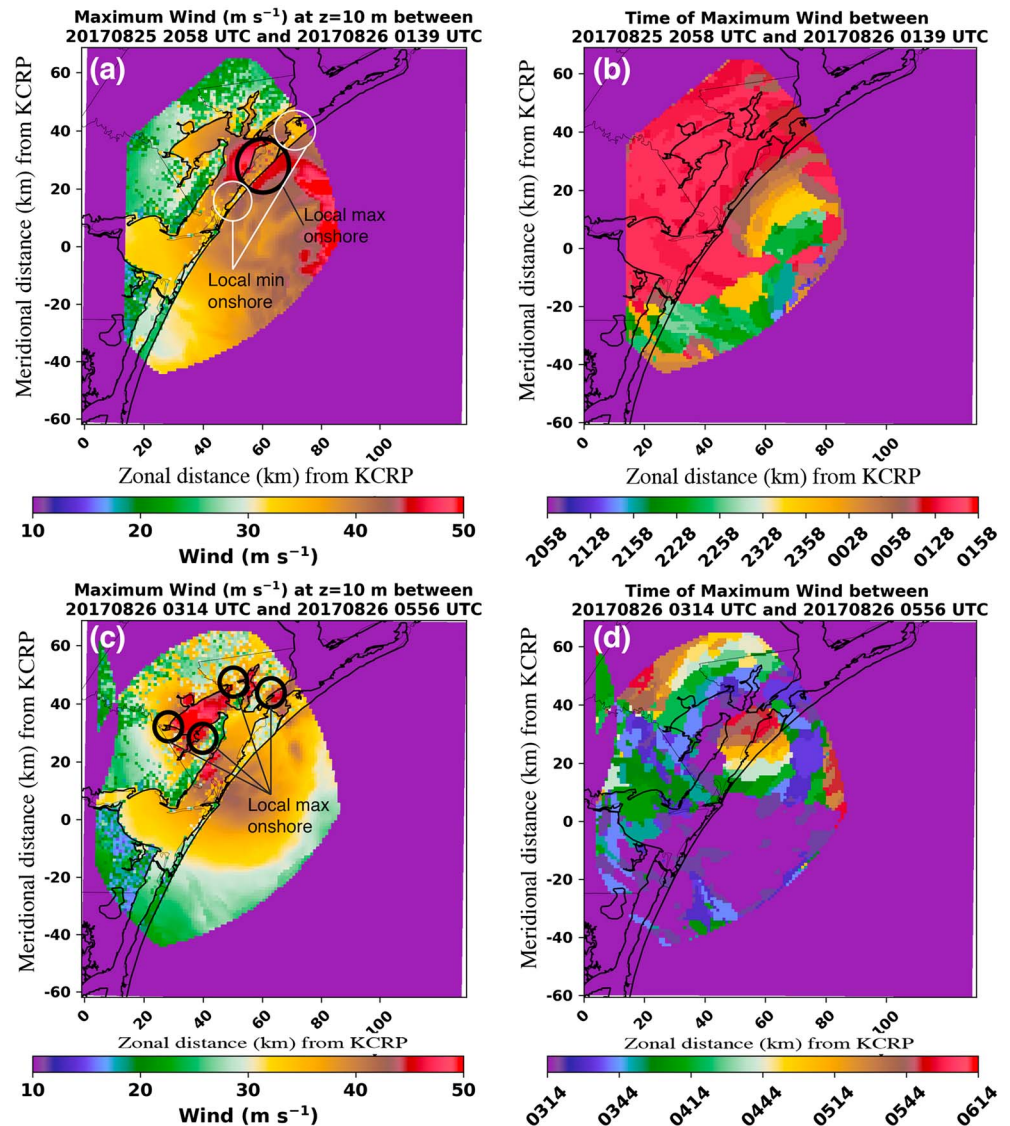 Maximum Wind (m s⁻¹) at z=10 m between
20170825 2058 UTC and 20170826 0139 UTC
(a)
Meridional distance (km) from KCRP
60
40
20
0
-20
-40
-60
Local max
onshore
Local min
onshore
0 20 40 60 80 100
Zonal distance (km) from KCRP
10 20 30 40 50
Wind (m s⁻¹)
Time of Maximum Wind between
20170825 2058 UTC and 20170826 0139 UTC
(b)
Meridional distance (km) from KCRP
60
40
20
0
-20
-40
-60
0 20 40 60 80 100
Zonal distance (km) from KCRP
2058 2128 2158 2228 2258 2328 2358 0028 0058 0128 0158
Maximum Wind (m s⁻¹) at z=10 m between
20170826 0314 UTC and 20170826 0556 UTC
(c)
Meridional distance (km) from KCRP
60
40
20
0
-20
-40
-60
Local max
onshore
0 20 40 60 80 100
Zonal distance (km) from KCRP
10 20 30 40 50
Wind (m s⁻¹)
Time of Maximum Wind between
20170826 0314 UTC and 20170826 0556 UTC
(d)
Meridional distance (km) from KCRP
60
40
20
0
-20
-40
-60
0 20 40 60 80 100
Zonal distance (km) from KCRP
0314 0344 0414 0444 0514 0544 0614